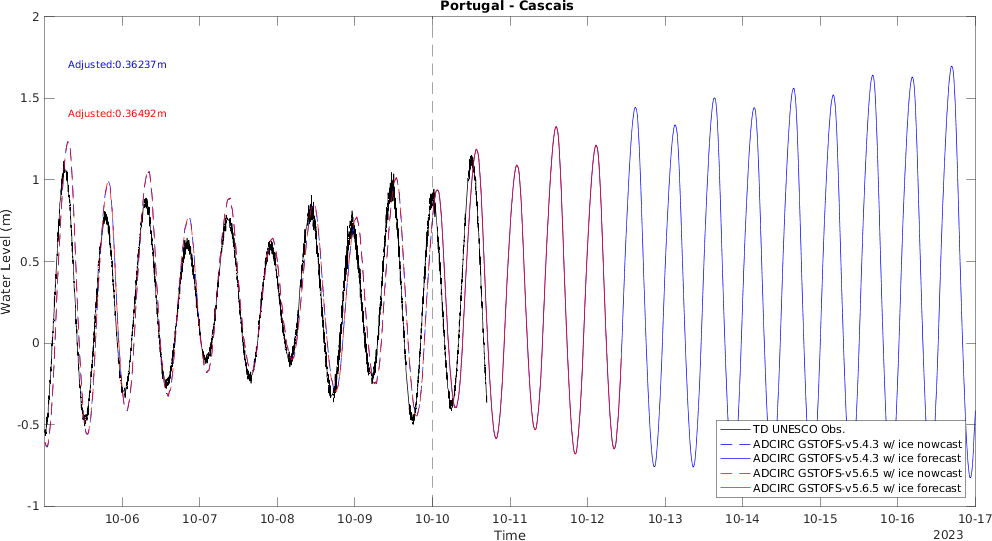 Portugal - Cascais
2
Adjusted:0.36237m
1.5
Adjusted:0.36492m
1
0.5
0
-0.5
-1
Water Level (m)
TD UNESCO Obs.
ADCIRC GSTOFS-v5.4.3 w/ ice nowcast
ADCIRC GSTOFS-v5.4.3 w/ ice forecast
ADCIRC GSTOFS-v5.6.5 w/ ice nowcast
ADCIRC GSTOFS-v5.6.5 w/ ice forecast
10-06 10-07 10-08 10-09 10-10 10-11 10-12 10-13 10-14 10-15 10-16 10-17
Time
2023